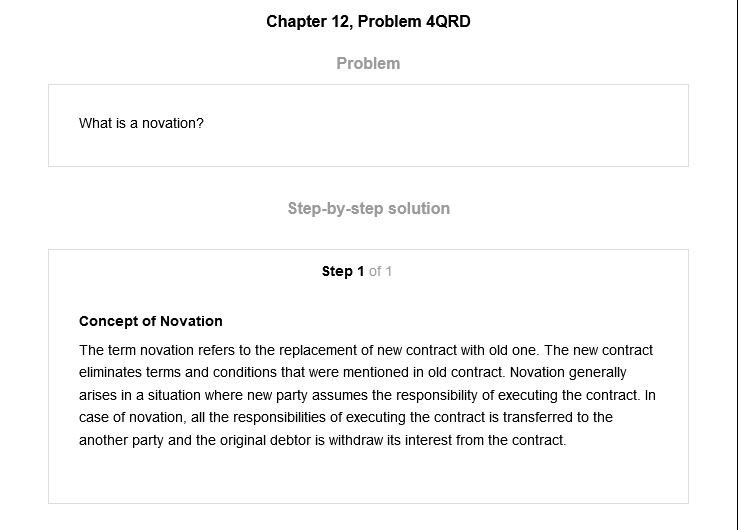 Chapter 12, Problem 4QRD
Problem
What is a novation?
Step-by-step solution
Step 1 of 1
Concept of Novation
The term novation refers to the replacement of new contract with old one. The new contract
eliminates terms and conditions that were mentioned in old contract. Novation generally
arises in a situation where new party assumes the responsibility of executing the contract. In
case of novation, all the responsibilities of executing the contract is transferred to the
another party and the original debtor is withdraw its interest from the contract.